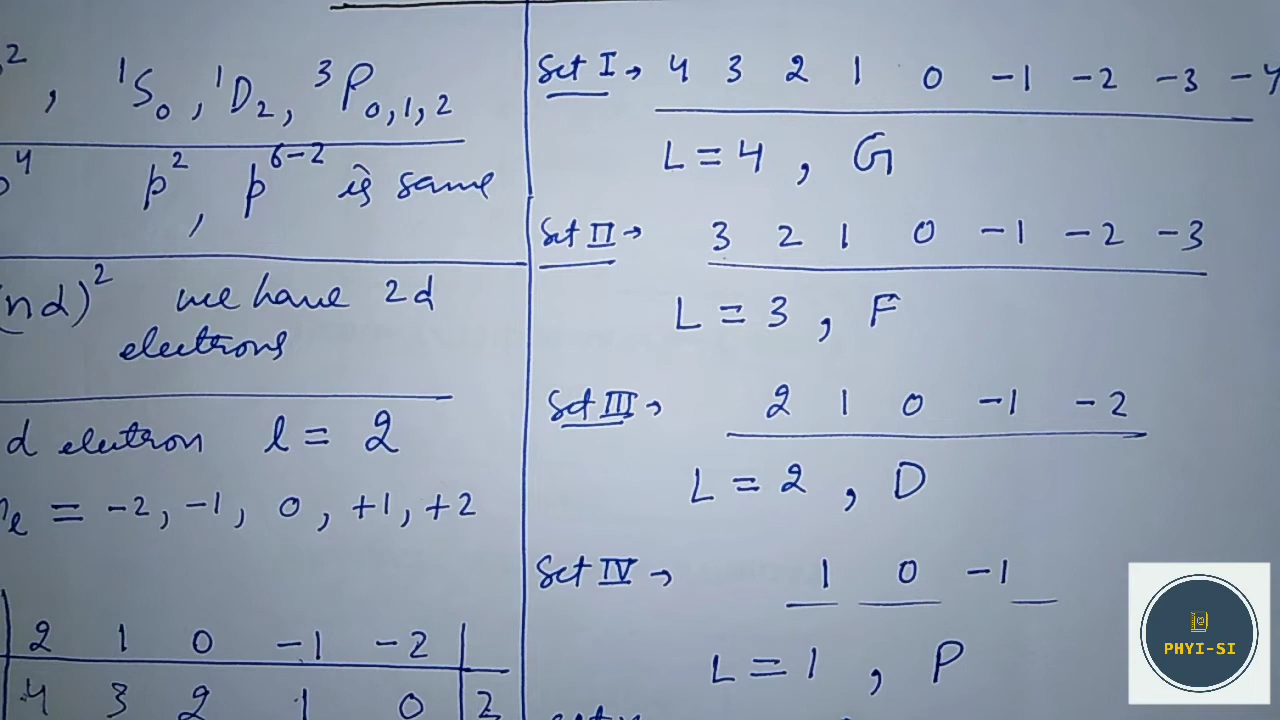 ², ¹S₀, ¹D₂, ³P₀,₁,₂
p⁴ p², p⁶⁻² is same
(nd)² we have 2d
electrons
d electron l = 2
mₗ = -2, -1, 0, +1, +2
2 1 0 -1 -2
4 3 2 1 0 2
Set I → 4 3 2 1 0 -1 -2 -3 -4
L = 4, G
Set II → 3 2 1 0 -1 -2 -3
L = 3, F
Set III → 2 1 0 -1 -2
L = 2, D
Set IV → 1 0 -1
L = 1, P
PHYI-SI